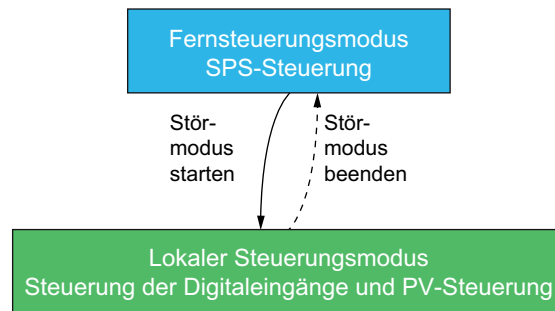 Fernsteuerungsmodus
SPS-Steuerung
Stör-
modus
starten
Stör-
modus
beenden
Lokaler Steuerungsmodus
Steuerung der Digitaleingänge und PV-Steuerung